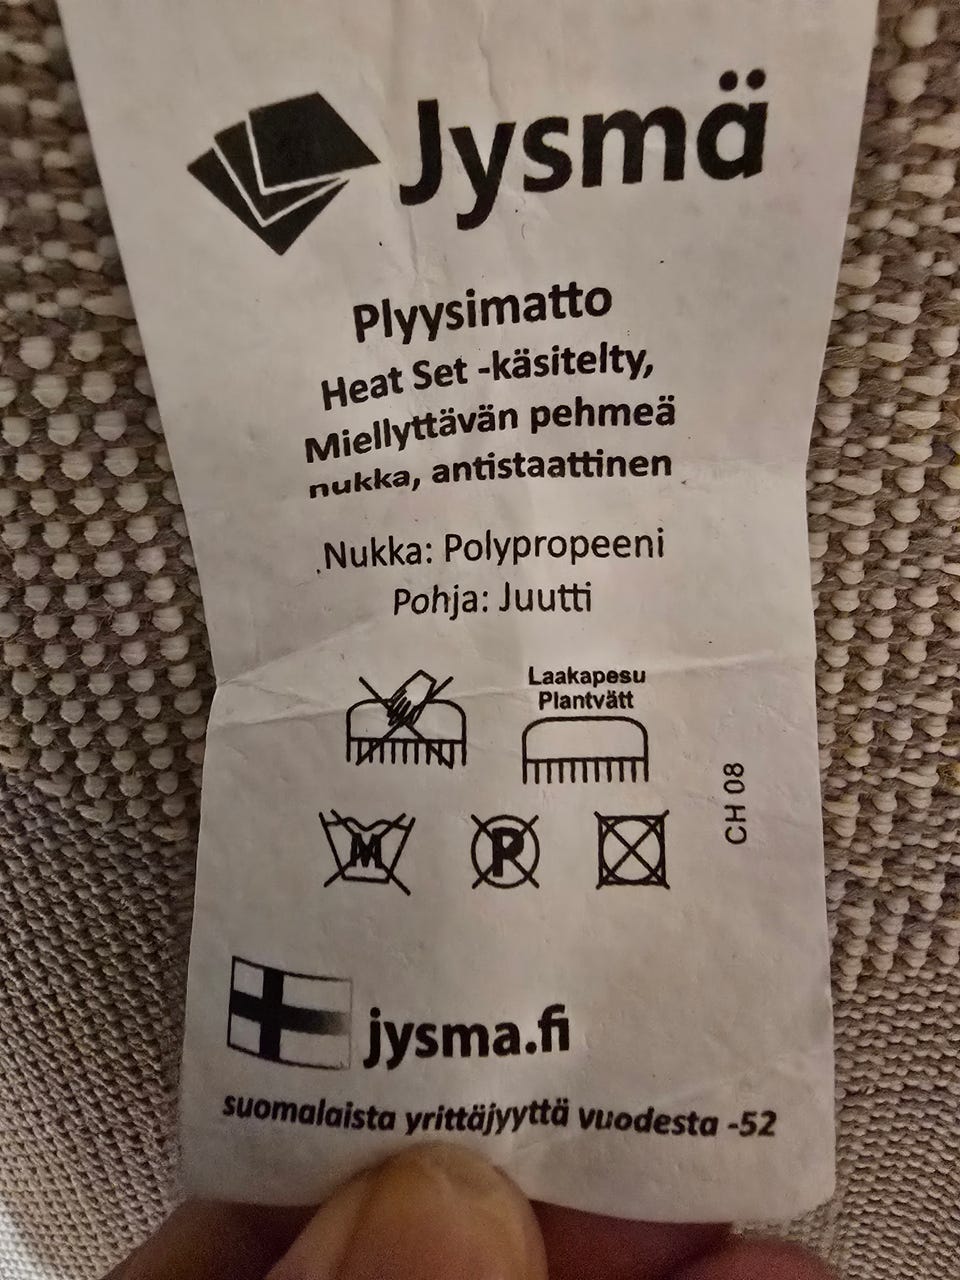 Jysmä
Plyysimatto
Heat Set -käsitelty,
Miellyttävän pehmeä
nukka, antistaattinen
Nukka: Polypropeeni
Pohja: Juutti
Laakapesu
Plantvätt
M
P
CH 08
jysma.fi
suomalaista yrittäjyyttä vuodesta -52